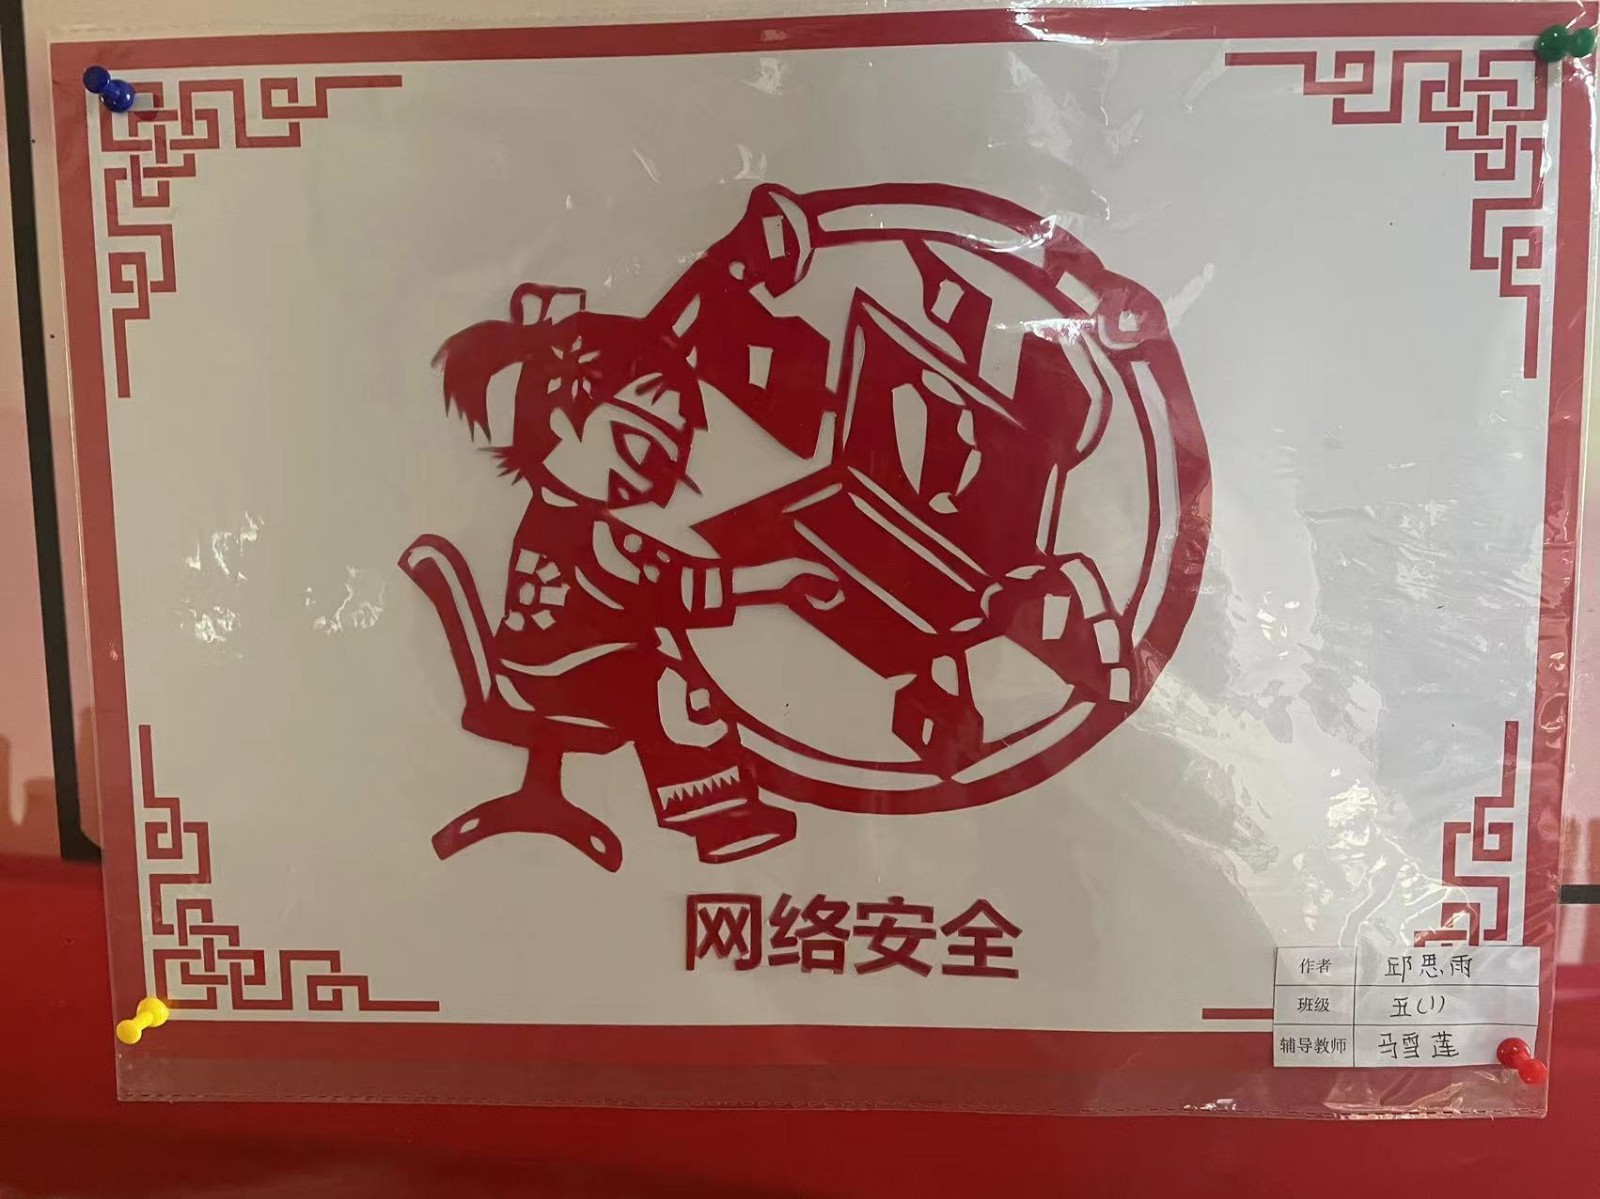 网络安全
作者 邱思雨
班级 五(1)
辅导教师 马雪莲